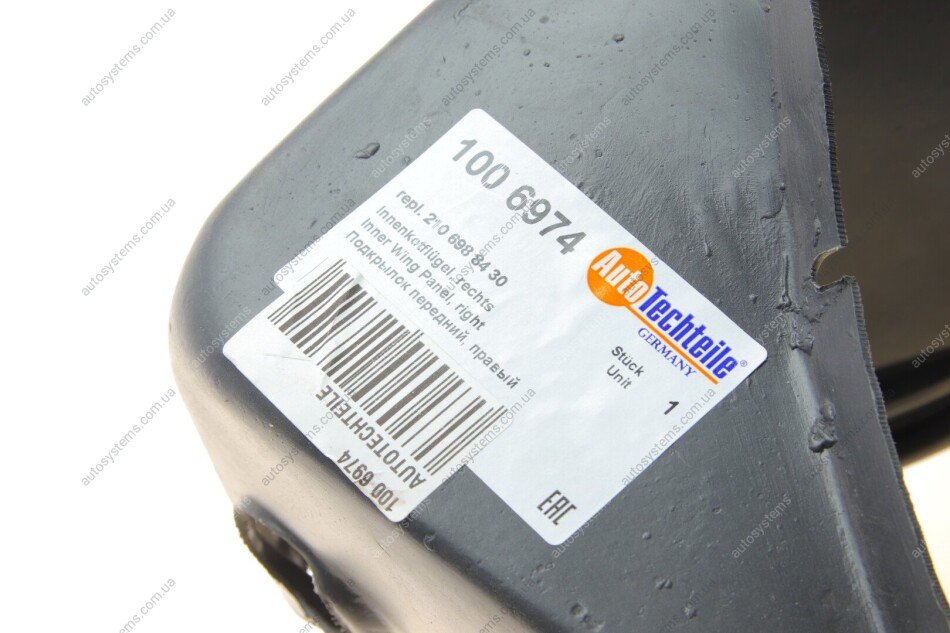 100 6974
repl. 210 698 84 30
Innenkotflügel, rechts
Inner Wing Panel, right
Подкрылок передний, правый
AutoTechteile®
GERMANY
Stück
Unit
1
EAC
AUTOTECHTEILE
100 6974
autosystems.com.ua